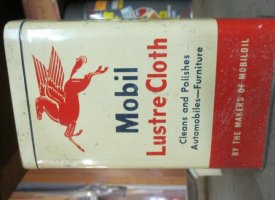 Mobil
Lustre Cloth
Cleans and Polishes
Automobiles—Furniture
BY THE MAKERS OF MOBILOIL